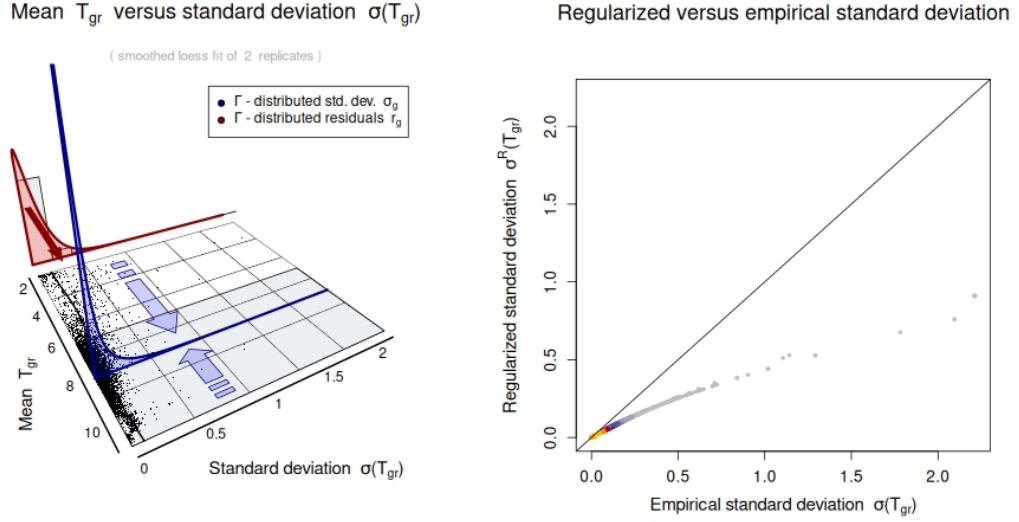 Mean T_gr versus standard deviation σ(T_gr)
( smoothed loess fit of 2 replicates )
Γ - distributed std. dev. σ_g
Γ - distributed residuals r_g
2
4
6
8
10
Mean T_gr
0
0.5
1
1.5
2
Standard deviation σ(T_gr)
Regularized versus empirical standard deviation
Regularized standard deviation σ^R(T_gr)
2.0
1.5
1.0
0.5
0.0
0.0
0.5
1.0
1.5
2.0
Empirical standard deviation σ(T_gr)